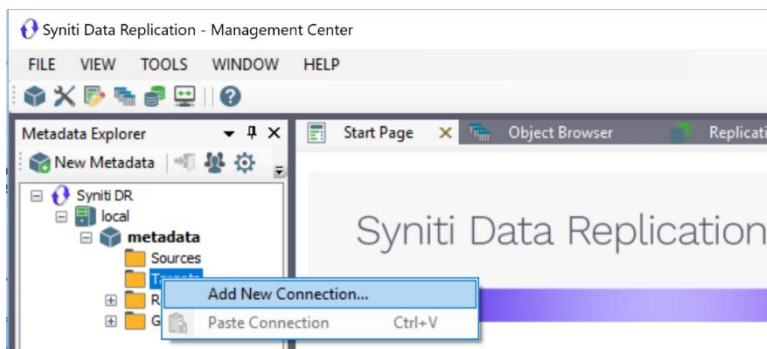 Syniti Data Replication - Management Center
FILE VIEW TOOLS WINDOW HELP
Metadata Explorer
Start Page
Object Browser
New Metadata
Syniti DR
local
metadata
Sources
Syniti Data Replication
Add New Connection...
Paste Connection Ctrl+V